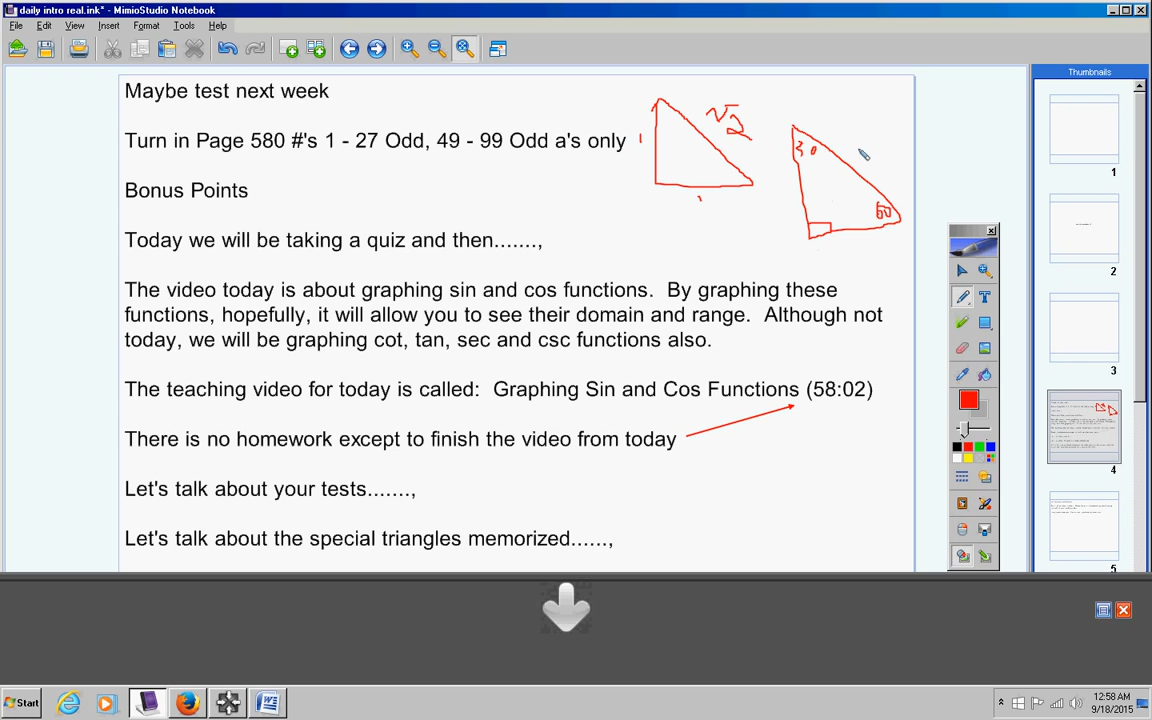 daily intro real.ink* - MimioStudio Notebook
File Edit View Insert Format Tools Help
Thumbnails
Maybe test next week
Turn in Page 580 #'s 1 - 27 Odd, 49 - 99 Odd a's only
Bonus Points
Today we will be taking a quiz and then.......,
The video today is about graphing sin and cos functions. By graphing these
functions, hopefully, it will allow you to see their domain and range. Although not
today, we will be graphing cot, tan, sec and csc functions also.
The teaching video for today is called: Graphing Sin and Cos Functions (58:02)
There is no homework except to finish the video from today
Let's talk about your tests.......,
Let's talk about the special triangles memorized......,
1
√2
1
30
60
1
2
3
4
5
T
Start
12:58 AM
9/18/2015